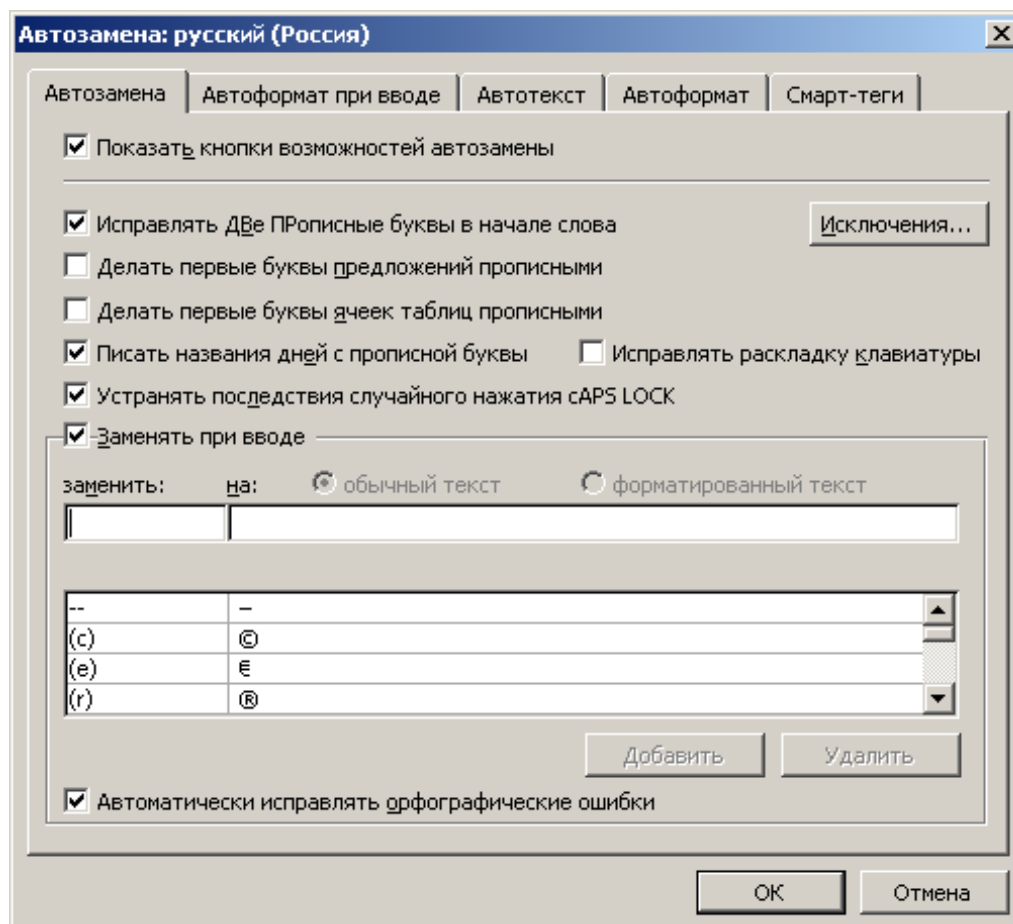 Автозамена: русский (Россия)
Автозамена Автоформат при вводе Автотекст Автоформат Смарт-теги
Показать кнопки возможностей автозамены
Исправлять ДВе ПРописные буквы в начале слова Исключения...
Делать первые буквы предложений прописными
Делать первые буквы ячеек таблиц прописными
Писать названия дней с прописной буквы Исправлять раскладку клавиатуры
Устранять последствия случайного нажатия cAPS LOCK
Заменять при вводе
заменить: на: обычный текст форматированный текст
-- –
(c) ©
(e) €
(r) ®
Добавить Удалить
Автоматически исправлять орфографические ошибки
ОК Отмена